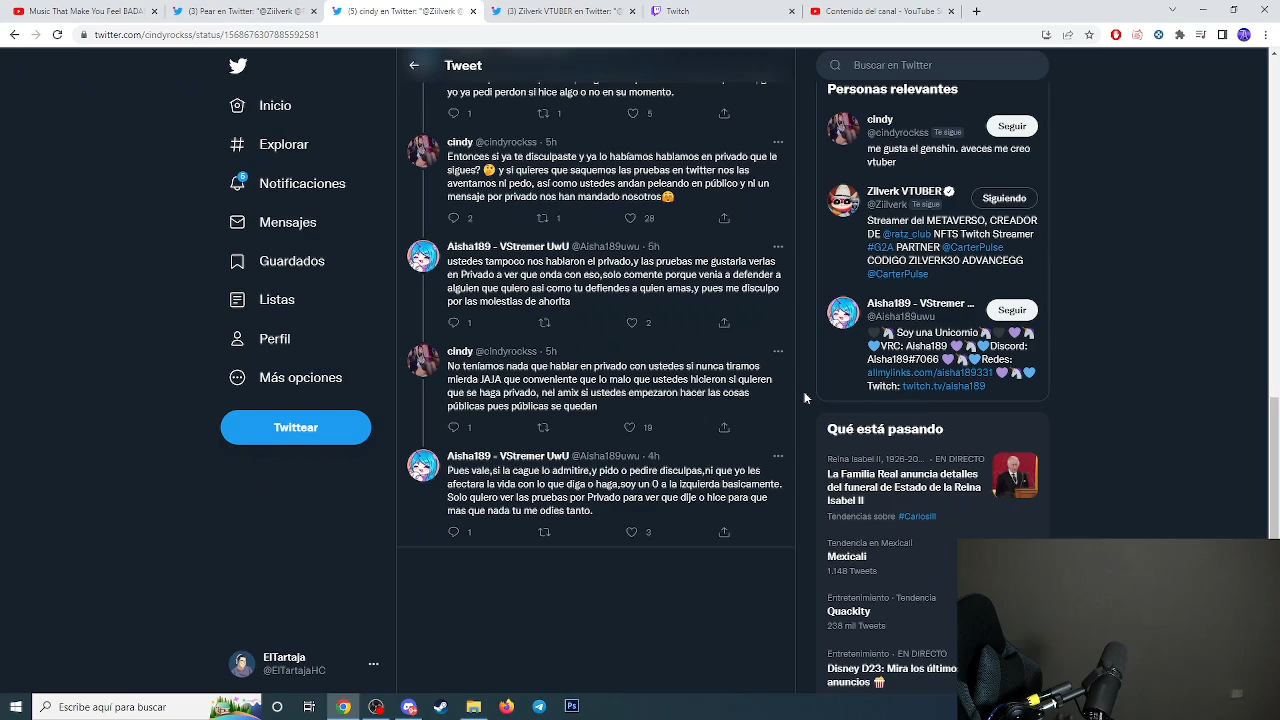 Music That Make You Feel BADAS
(3) Pear en Twitter: "@Ziilverk @
(5) cindy en Twitter: "@Ziilverk @
(3) Zilverk VTUBER en Twitter: "
Twitch
Contenido del canal - YouTube S
twitter.com/cindyrockss/status/1568676307885592581
Inicio
Explorar
5
Notificaciones
Mensajes
Guardados
Listas
Perfil
Más opciones
Twittear
ElTartaja
@ElTartajaHC
Tweet
yo ya pedi perdon si hice algo o no en su momento.
1 1 5
cindy @cindyrockss · 5h
Entonces si ya te disculpaste y ya lo habíamos hablamos en privado que le
sigues? 🤔 y si quieres que saquemos las pruebas en twitter nos las
aventamos ni pedo, así como ustedes andan peleando en público y ni un
mensaje por privado nos han mandado nosotros🤗
2 1 28
Aisha189 - VStremer UwU @Aisha189uwu · 5h
ustedes tampoco nos hablaron el privado,y las pruebas me gustarla verlas
en Privado a ver que onda con eso,solo comente porque venia a defender a
alguien que quiero asi como tu defiendes a quien amas,y pues me disculpo
por las molestias de ahorita
1 2
cindy @cindyrockss · 5h
No teníamos nada que hablar en privado con ustedes si nunca tiramos
mierda JAJA que conveniente que lo malo que ustedes hicieron si quieren
que se haga privado, nel amix si ustedes empezaron hacer las cosas
públicas pues públicas se quedan
1 19
Aisha189 - VStremer UwU @Aisha189uwu · 4h
Pues vale,si la cague lo admitire,y pido o pedire disculpas,ni que yo les
afectara la vida con lo que diga o haga,soy un 0 a la izquierda basicamente.
Solo quiero ver las pruebas por Privado para ver que dije o hice para que
mas que nada tu me odies tanto.
1 3
Buscar en Twitter
Personas relevantes
cindy
@cindyrockss Te sigue
Seguir
me gusta el genshin. aveces me creo
vtuber
Zilverk VTUBER
@Ziilverk Te sigue
Siguiendo
Streamer del METAVERSO, CREADOR
DE @ratz_club NFTS Twitch Streamer
#G2A PARTNER @CarterPulse
CODIGO ZILVERK30 ADVANCEGG
@CarterPulse
Aisha189 - VStremer ...
@Aisha189uwu
Seguir
🖤🦄 Soy una Unicornio🦄🖤💜
💙VRC: Aisha189 💜🦄💙Discord:
Aisha189#7066 💜🦄💙Redes:
allmylinks.com/aisha189331 💜🦄💙
Twitch: twitch.tv/aisha189
Qué está pasando
Reina Isabel II, 1926-20... · EN DIRECTO
La Familia Real anuncia detalles
del funeral de Estado de la Reina
Isabel II
Tendencias sobre #CarlosIII
Tendencia en Mexicali
Mexicali
1.148 Tweets
Entretenimiento · Tendencia
Quackity
238 mil Tweets
Entretenimiento · EN DIRECTO
Disney D23: Mira los último
anuncios 🍿
Escribe aquí para buscar
Ps